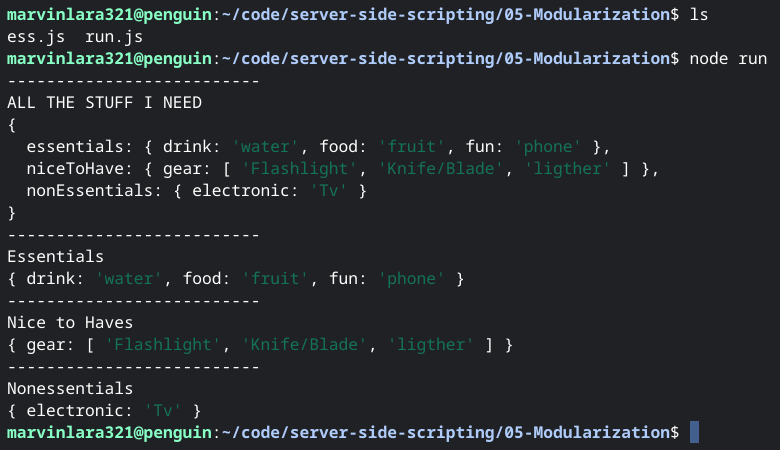 marvinlara321@penguin:~/code/server-side-scripting/05-Modularization$ ls
ess.js  run.js
marvinlara321@penguin:~/code/server-side-scripting/05-Modularization$ node run
--------------------------
ALL THE STUFF I NEED
{
  essentials: { drink: 'water', food: 'fruit', fun: 'phone' },
  niceToHave: { gear: [ 'Flashlight', 'Knife/Blade', 'ligther' ] },
  nonEssentials: { electronic: 'Tv' }
}
--------------------------
Essentials
{ drink: 'water', food: 'fruit', fun: 'phone' }
--------------------------
Nice to Haves
{ gear: [ 'Flashlight', 'Knife/Blade', 'ligther' ] }
--------------------------
Nonessentials
{ electronic: 'Tv' }
marvinlara321@penguin:~/code/server-side-scripting/05-Modularization$